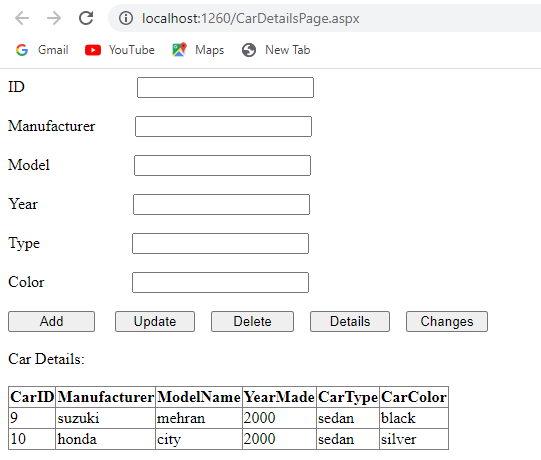 localhost:1260/CarDetailsPage.aspx
Gmail YouTube Maps New Tab
ID
Manufacturer
Model
Year
Type
Color
Add Update Delete Details Changes
Car Details:
CarID Manufacturer ModelName YearMade CarType CarColor
9 suzuki mehran 2000 sedan black
10 honda city 2000 sedan silver